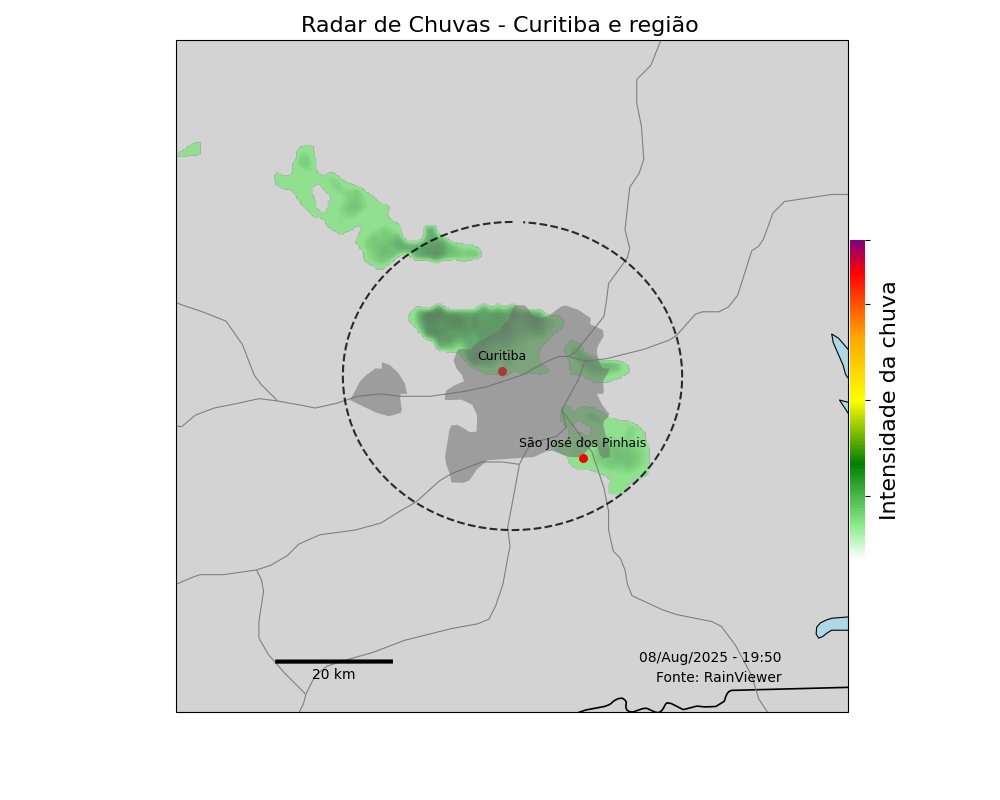 Radar de Chuvas - Curitiba e região
Curitiba
São José dos Pinhais
Intensidade da chuva
20 km
08/Aug/2025 - 19:50
Fonte: RainViewer